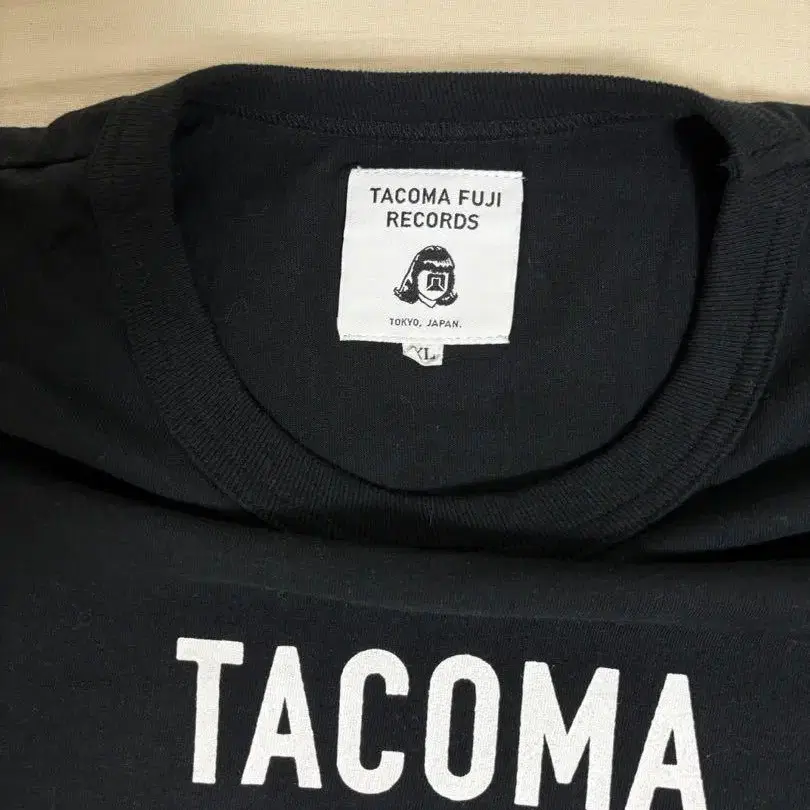 TACOMA FUJI
RECORDS
TOKYO, JAPAN.
XL
TACOMA